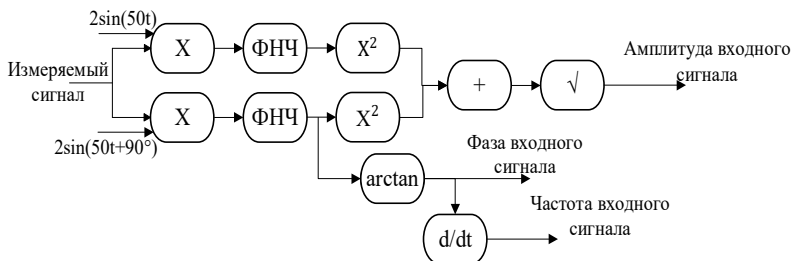 2sin(50t)
X
ФНЧ
X²
Измеряемый
сигнал
+
√
Амплитуда входного
сигнала
X
ФНЧ
X²
2sin(50t+90°)
Фаза входного
сигнала
arctan
Частота входного
сигнала
d/dt